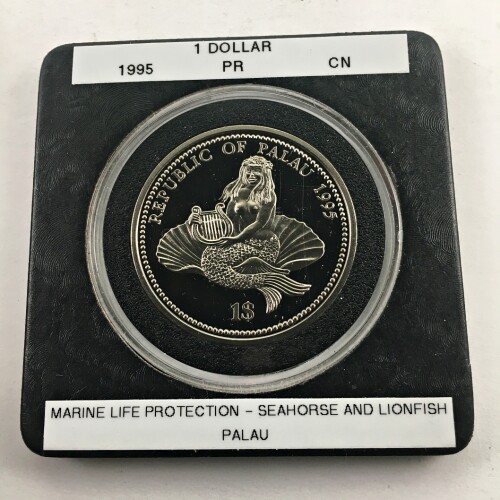 1 DOLLAR
1995 PR CN
REPUBLIC OF PALAU 1995
1$
MARINE LIFE PROTECTION - SEAHORSE AND LIONFISH
PALAU